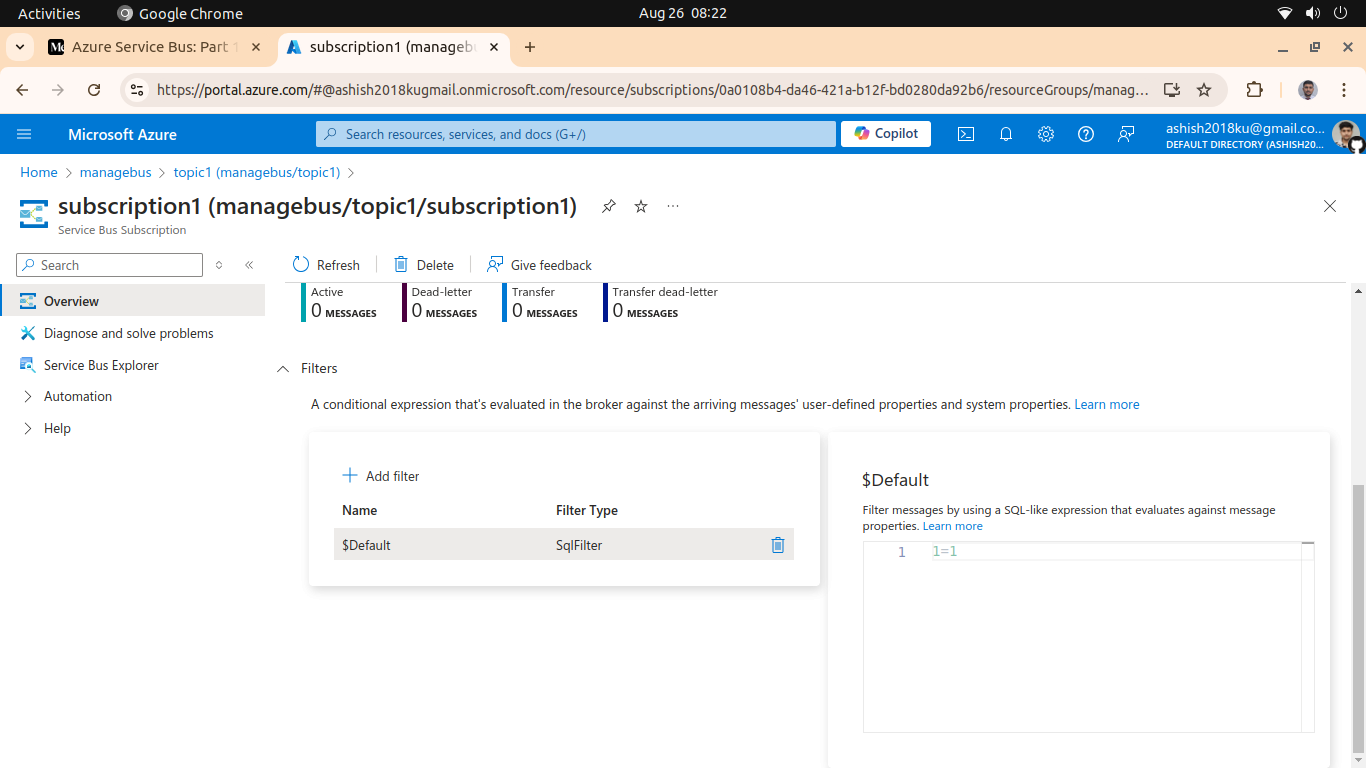 Activities
Google Chrome
Aug 26 08:22
Azure Service Bus: Part 1
subscription1 (manageb
https://portal.azure.com/#@ashish2018kugmail.onmicrosoft.com/resource/subscriptions/0a0108b4-da46-421a-b12f-bd0280da92b6/resourceGroups/manag...
Microsoft Azure
Search resources, services, and docs (G+/)
Copilot
ashish2018ku@gmail.co...
DEFAULT DIRECTORY (ASHISH20...
Home > managebus > topic1 (managebus/topic1) >
subscription1 (managebus/topic1/subscription1)
Service Bus Subscription
Search
Refresh
Delete
Give feedback
Overview
Diagnose and solve problems
Service Bus Explorer
Automation
Help
Active
0 MESSAGES
Dead-letter
0 MESSAGES
Transfer
0 MESSAGES
Transfer dead-letter
0 MESSAGES
Filters
A conditional expression that's evaluated in the broker against the arriving messages' user-defined properties and system properties. Learn more
Add filter
Name Filter Type
$Default SqlFilter
$Default
Filter messages by using a SQL-like expression that evaluates against message
properties. Learn more
1 1=1